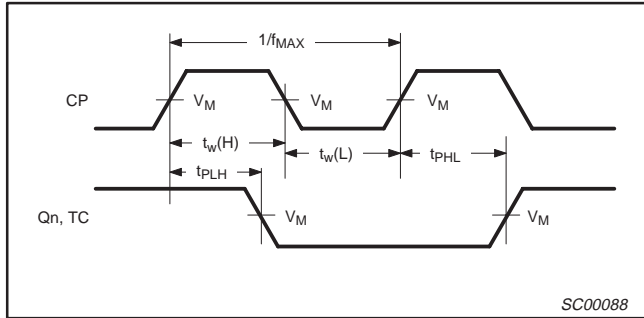 1/fMAX
CP
VM VM VM
tw(H) tw(L) tPHL
tPLH
Qn, TC
VM VM
SC00088